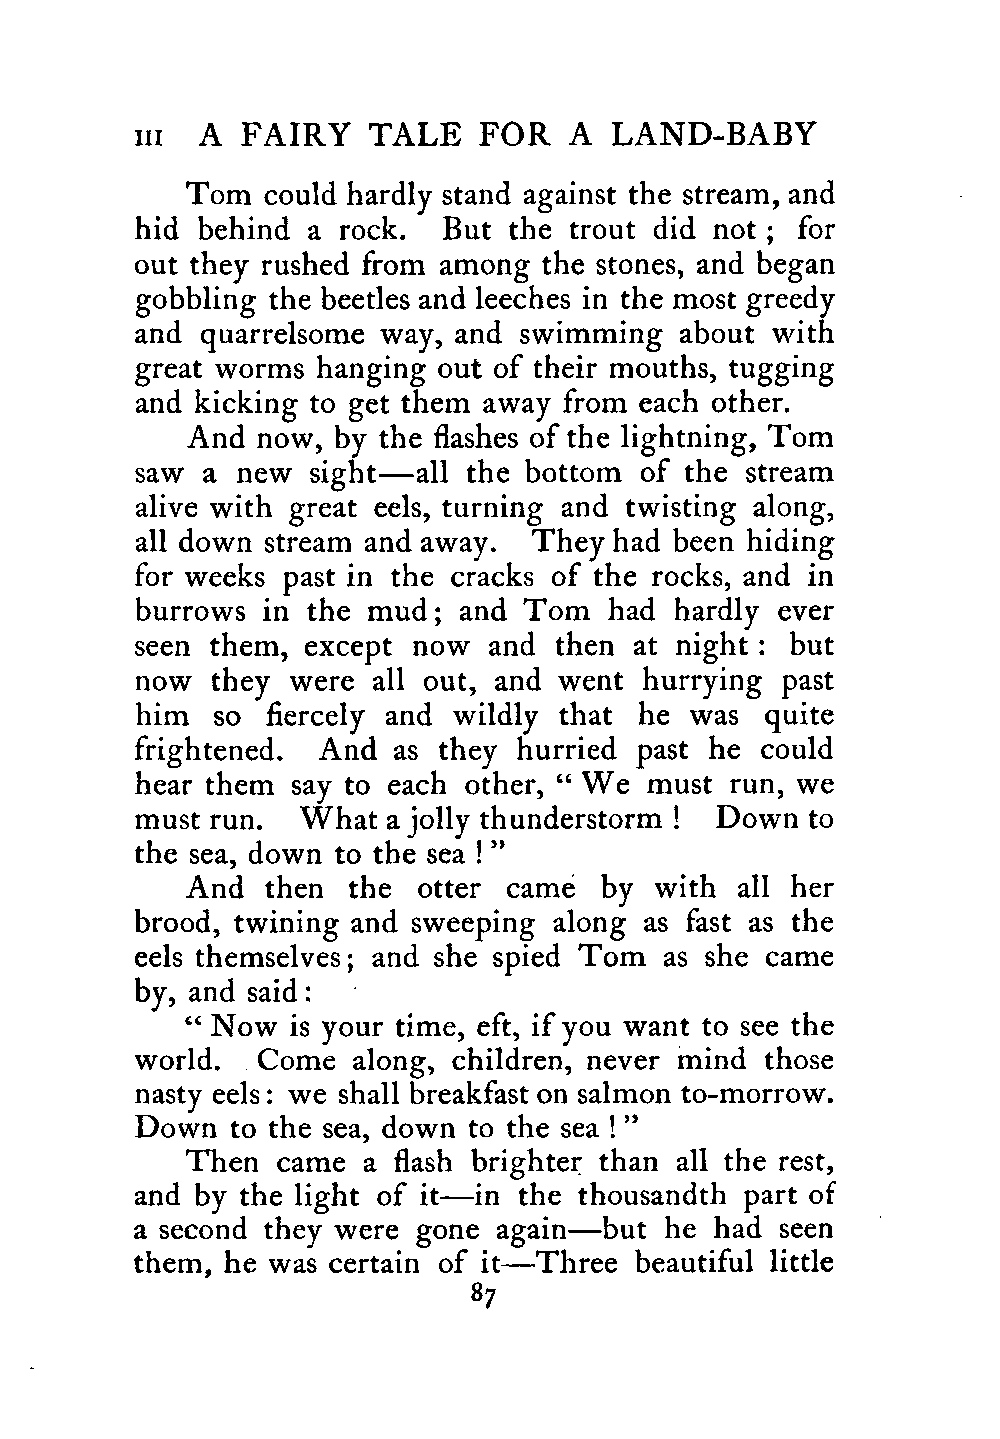 III A FAIRY TALE FOR A LAND-BABY
Tom could hardly stand against the stream, and
hid behind a rock. But the trout did not ; for
out they rushed from among the stones, and began
gobbling the beetles and leeches in the most greedy
and quarrelsome way, and swimming about with
great worms hanging out of their mouths, tugging
and kicking to get them away from each other.
And now, by the flashes of the lightning, Tom
saw a new sight—all the bottom of the stream
alive with great eels, turning and twisting along,
all down stream and away. They had been hiding
for weeks past in the cracks of the rocks, and in
burrows in the mud; and Tom had hardly ever
seen them, except now and then at night : but
now they were all out, and went hurrying past
him so fiercely and wildly that he was quite
frightened. And as they hurried past he could
hear them say to each other, “ We must run, we
must run. What a jolly thunderstorm ! Down to
the sea, down to the sea ! ”
And then the otter came by with all her
brood, twining and sweeping along as fast as the
eels themselves; and she spied Tom as she came
by, and said :
“ Now is your time, eft, if you want to see the
world. Come along, children, never mind those
nasty eels : we shall breakfast on salmon to-morrow.
Down to the sea, down to the sea ! ”
Then came a flash brighter than all the rest,
and by the light of it—in the thousandth part of
a second they were gone again—but he had seen
them, he was certain of it—Three beautiful little
87